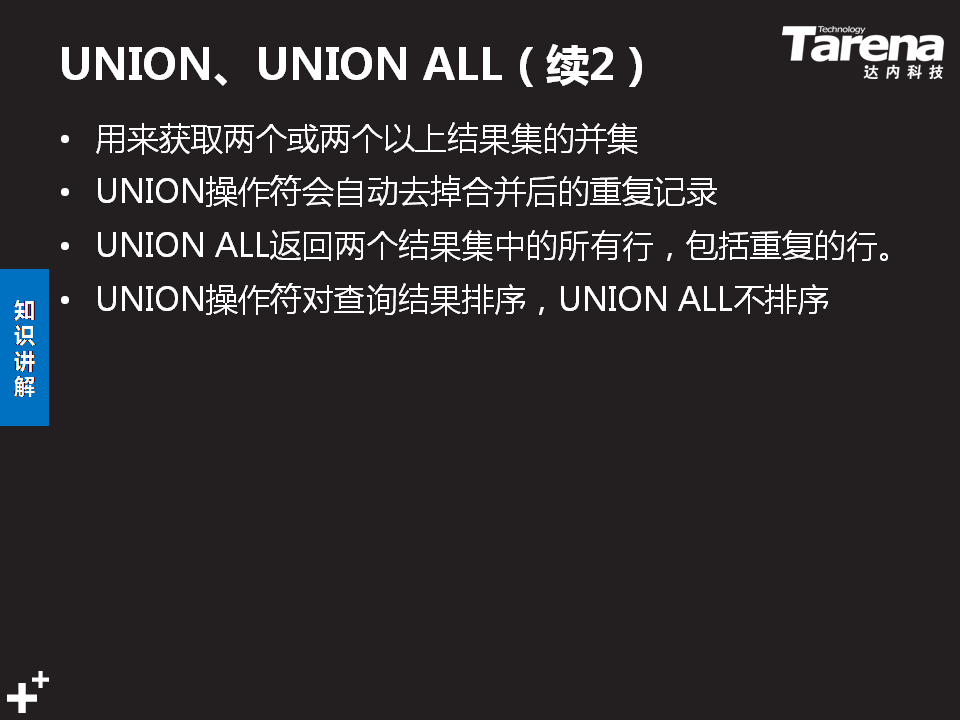 UNION、UNION ALL（续2）
Technology
Tarena
达内科技
• 用来获取两个或两个以上结果集的并集
• UNION操作符会自动去掉合并后的重复记录
• UNION ALL返回两个结果集中的所有行，包括重复的行。
• UNION操作符对查询结果排序，UNION ALL不排序
知识讲解